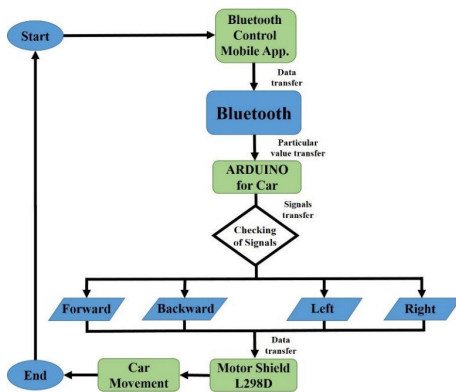 Start
Bluetooth
Control
Mobile App.
Data
transfer
Bluetooth
Particular
value transfer
ARDUINO
for Car
Signals
transfer
Checking
of Signals
Forward
Backward
Left
Right
Data
transfer
End
Car
Movement
Motor Shield
L298D